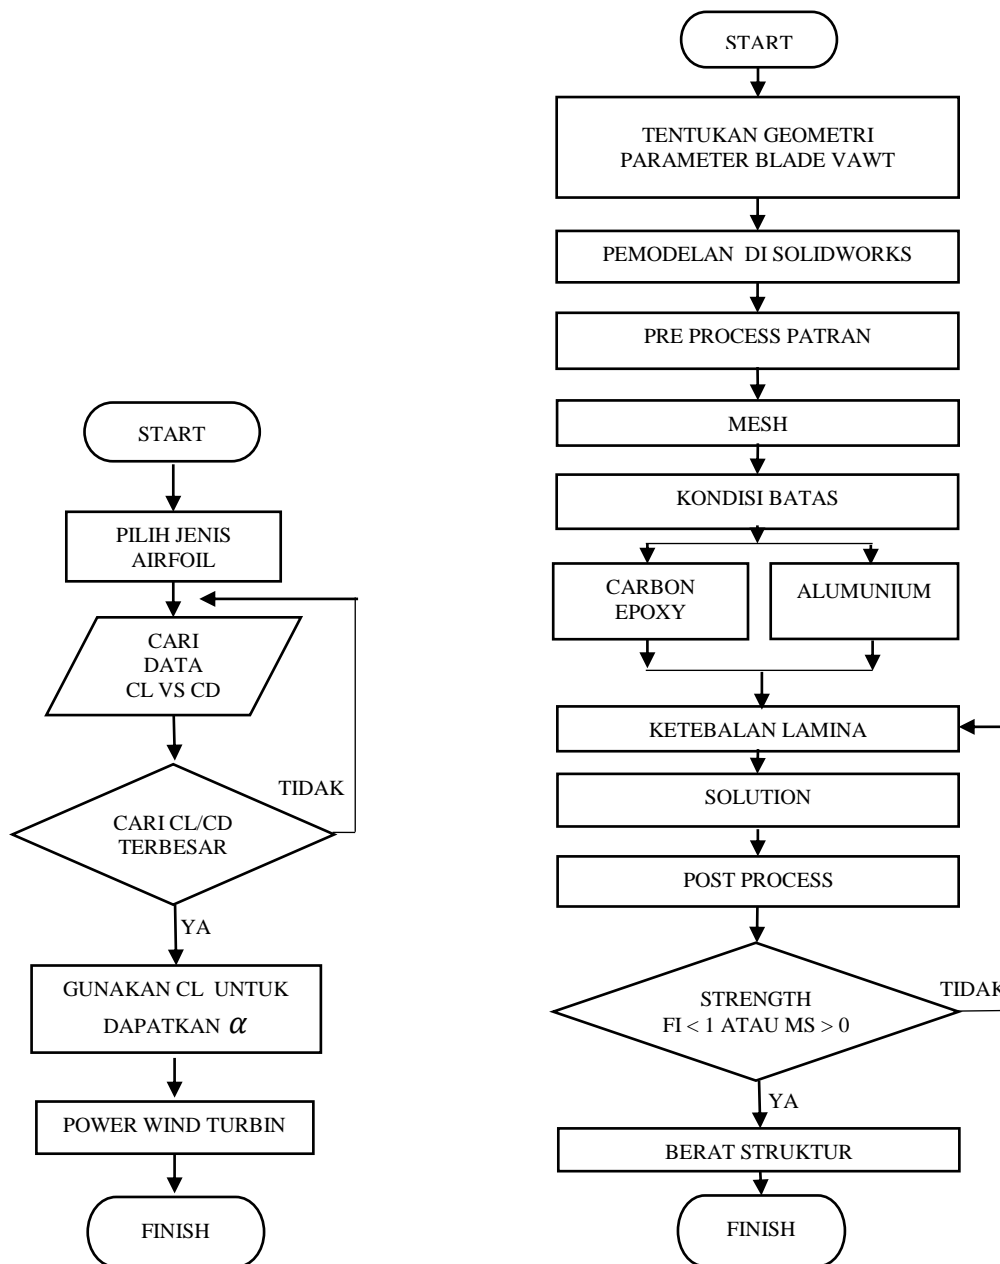 START
PILIH JENIS
AIRFOIL
CARI
DATA
CL VS CD
TIDAK
CARI CL/CD
TERBESAR
YA
GUNAKAN CL UNTUK
DAPATKAN α
POWER WIND TURBIN
FINISH
START
TENTUKAN GEOMETRI
PARAMETER BLADE VAWT
PEMODELAN DI SOLIDWORKS
PRE PROCESS PATRAN
MESH
KONDISI BATAS
CARBON
EPOXY
ALUMUNIUM
KETEBALAN LAMINA
SOLUTION
POST PROCESS
STRENGTH
FI < 1 ATAU MS > 0
TIDAK
YA
BERAT STRUKTUR
FINISH